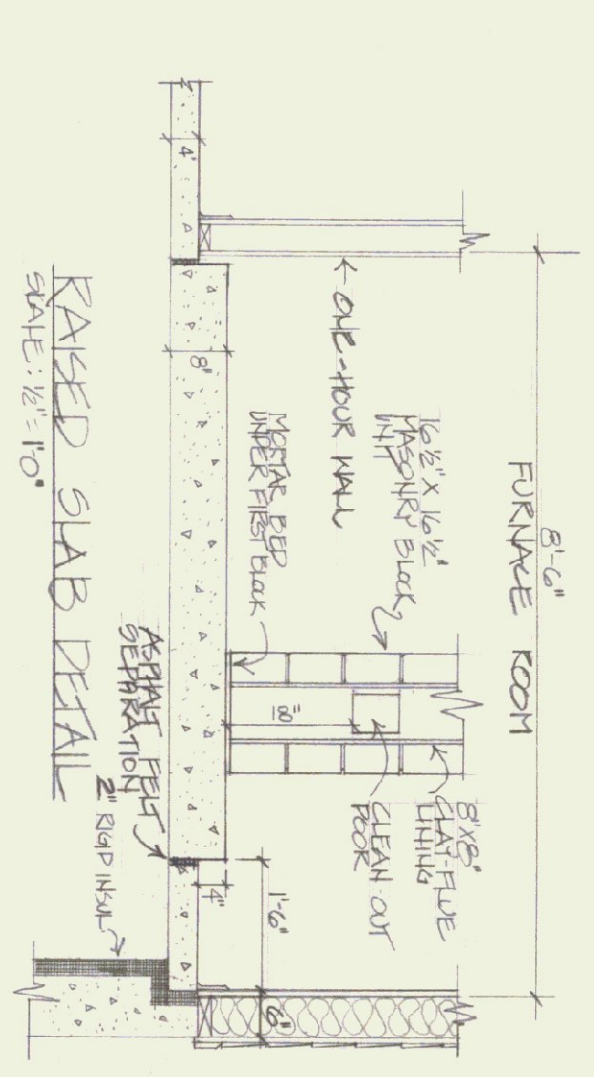 8'-6"
FURNACE ROOM
16½" X 16½"
MASONRY BLOCK
UNIT
8"X8"
CLAY-FLUE
LINING
ONE-HOUR WALL
MORTAR BED
UNDER FIRST BLOCK
18"
CLEAN-OUT
DOOR
4"
8"
1'-6"
4"
6"
ASPHALT FELT
SEPARATION
2" RIGID INSUL
RAISED SLAB DETAIL
SCALE: ½" = 1'0"